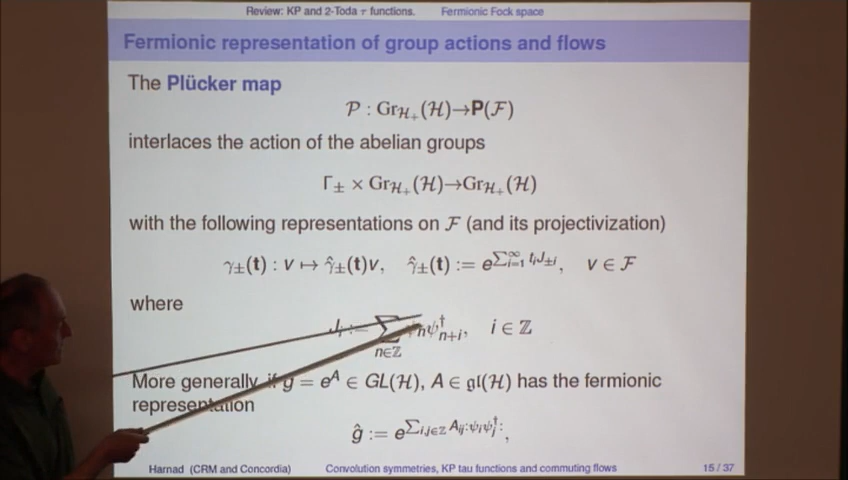 Review: KP and 2-Toda τ functions. Fermionic Fock space
Fermionic representation of group actions and flows
The Plücker map
𝒫 : Gr_{ℋ₊}(ℋ)→P(ℱ)
interlaces the action of the abelian groups
Γ± × Gr_{ℋ₊}(ℋ)→Gr_{ℋ₊}(ℋ)
with the following representations on ℱ (and its projectivization)
γ±(t) : v ↦ γ̂±(t)v, γ̂±(t) := e^{∑_{i=1}^∞ t_i J_{±i}}, v ∈ ℱ
where
J_i := ∑_{n∈ℤ} ψ_n ψ†_{n+i}, i ∈ ℤ
More generally if g = e^A ∈ GL(ℋ), A ∈ 𝔤𝔩(ℋ) has the fermionic
representation
ĝ := e^{∑_{i,j∈ℤ} A_{ij} :ψ_i ψ_j^†:},
Harnad (CRM and Concordia) Convolution symmetries, KP tau functions and commuting flows 15 / 37